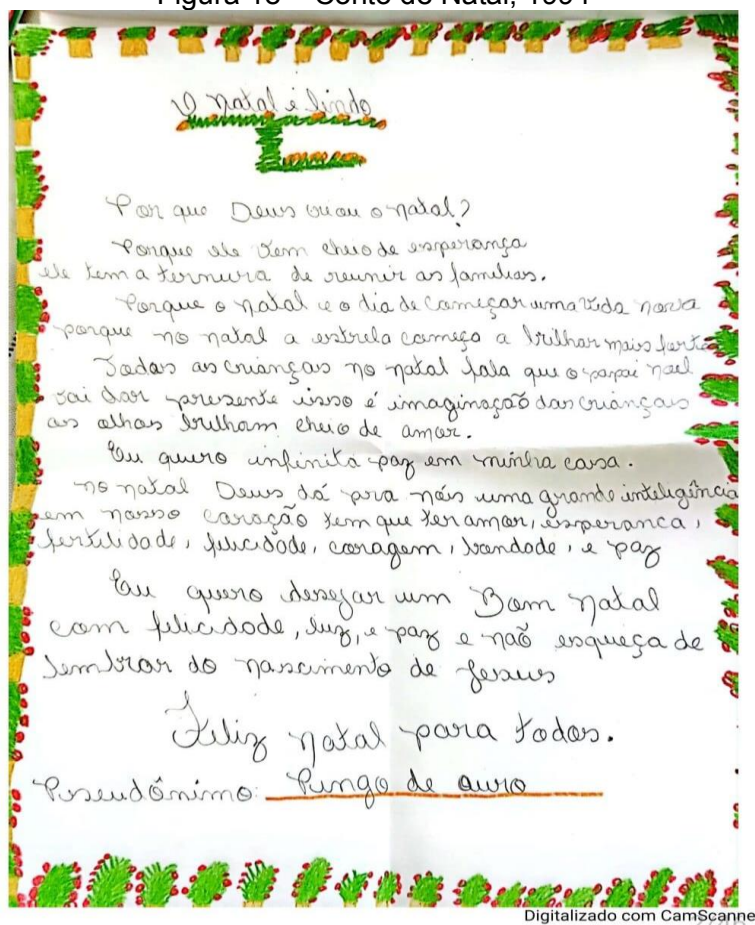 Figura 18 – Conto de Natal, 1994
O natal é lindo
Por que Deus criou o natal?
Porque ele vem cheio de esperança
ele tem a ternura de reunir as famílias.
Porque o natal e o dia de começar uma vida nova
porque no natal a estrela começa a brilhar mais forte
Todas as crianças no natal fala que o papai noel
vai dar presente isso é imaginação das crianças
os olhos brilham cheio de amor.
Eu quero infinita paz em minha casa.
no natal Deus dá pra nós uma grande inteligência
em nosso coração tem que ter amor, esperanca,
fertilidade, felicidade, coragem, bondade, e paz
Eu quero desejar um Bom natal
com felicidade, luz, e paz e não esqueça de
lembrar do nascimento de Jesus
Feliz natal para todos.
Pseudônimo: Pingo de ouro
Digitalizado com CamScanne